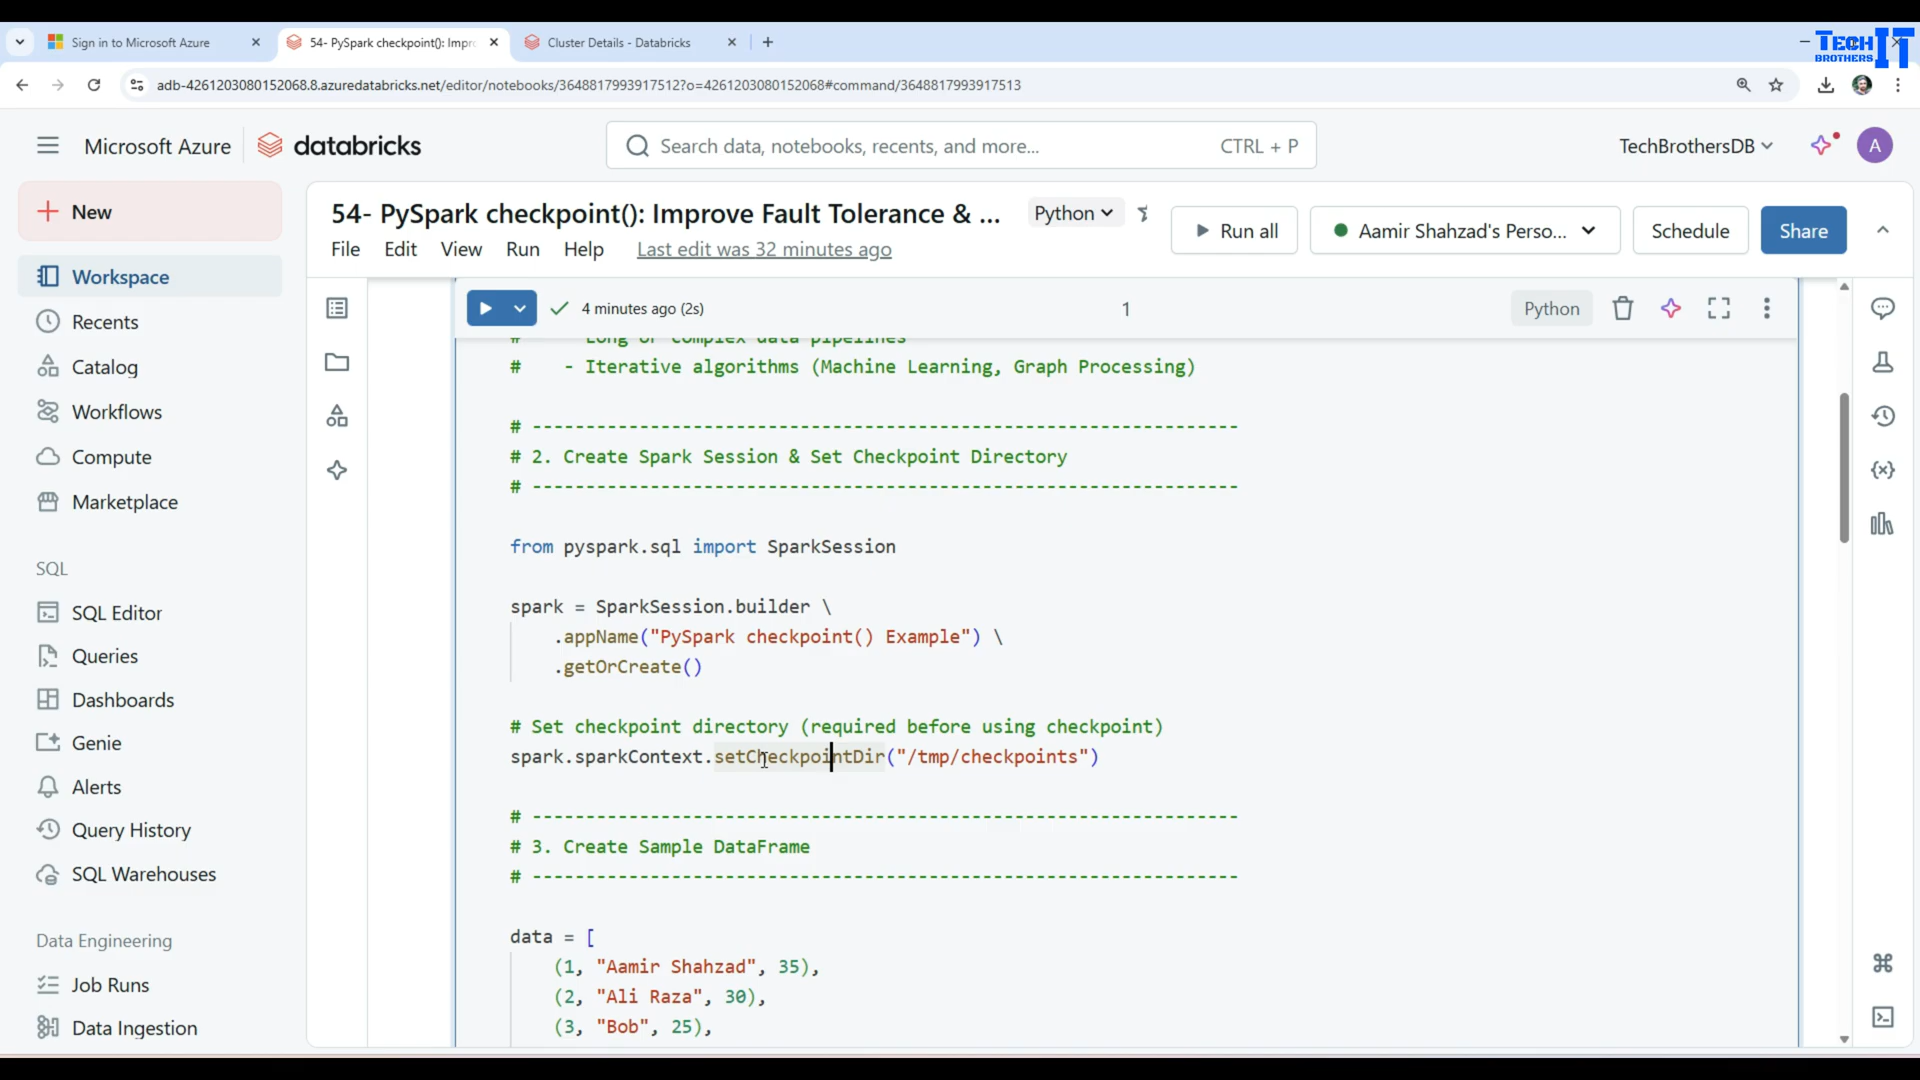 Sign in to Microsoft Azure
54- PySpark checkpoint(): Impro
Cluster Details - Databricks
TECH IT
BROTHERS
adb-4261203080152068.8.azuredatabricks.net/editor/notebooks/3648817993917512?o=4261203080152068#command/3648817993917513
Microsoft Azure
databricks
Search data, notebooks, recents, and more...
CTRL + P
TechBrothersDB
A
New
Workspace
Recents
Catalog
Workflows
Compute
Marketplace
SQL
SQL Editor
Queries
Dashboards
Genie
Alerts
Query History
SQL Warehouses
Data Engineering
Job Runs
Data Ingestion
54- PySpark checkpoint(): Improve Fault Tolerance & ...
Python
Run all
Aamir Shahzad's Perso...
Schedule
Share
File
Edit
View
Run
Help
Last edit was 32 minutes ago
4 minutes ago (2s)
1
Python
# - Long or complex data pipelines
# - Iterative algorithms (Machine Learning, Graph Processing)
# ------------------------------------------------------------------
# 2. Create Spark Session & Set Checkpoint Directory
# ------------------------------------------------------------------
from pyspark.sql import SparkSession
spark = SparkSession.builder \
.appName("PySpark checkpoint() Example") \
.getOrCreate()
# Set checkpoint directory (required before using checkpoint)
spark.sparkContext.setCheckpointDir("/tmp/checkpoints")
# ------------------------------------------------------------------
# 3. Create Sample DataFrame
# ------------------------------------------------------------------
data = [
(1, "Aamir Shahzad", 35),
(2, "Ali Raza", 30),
(3, "Bob", 25),